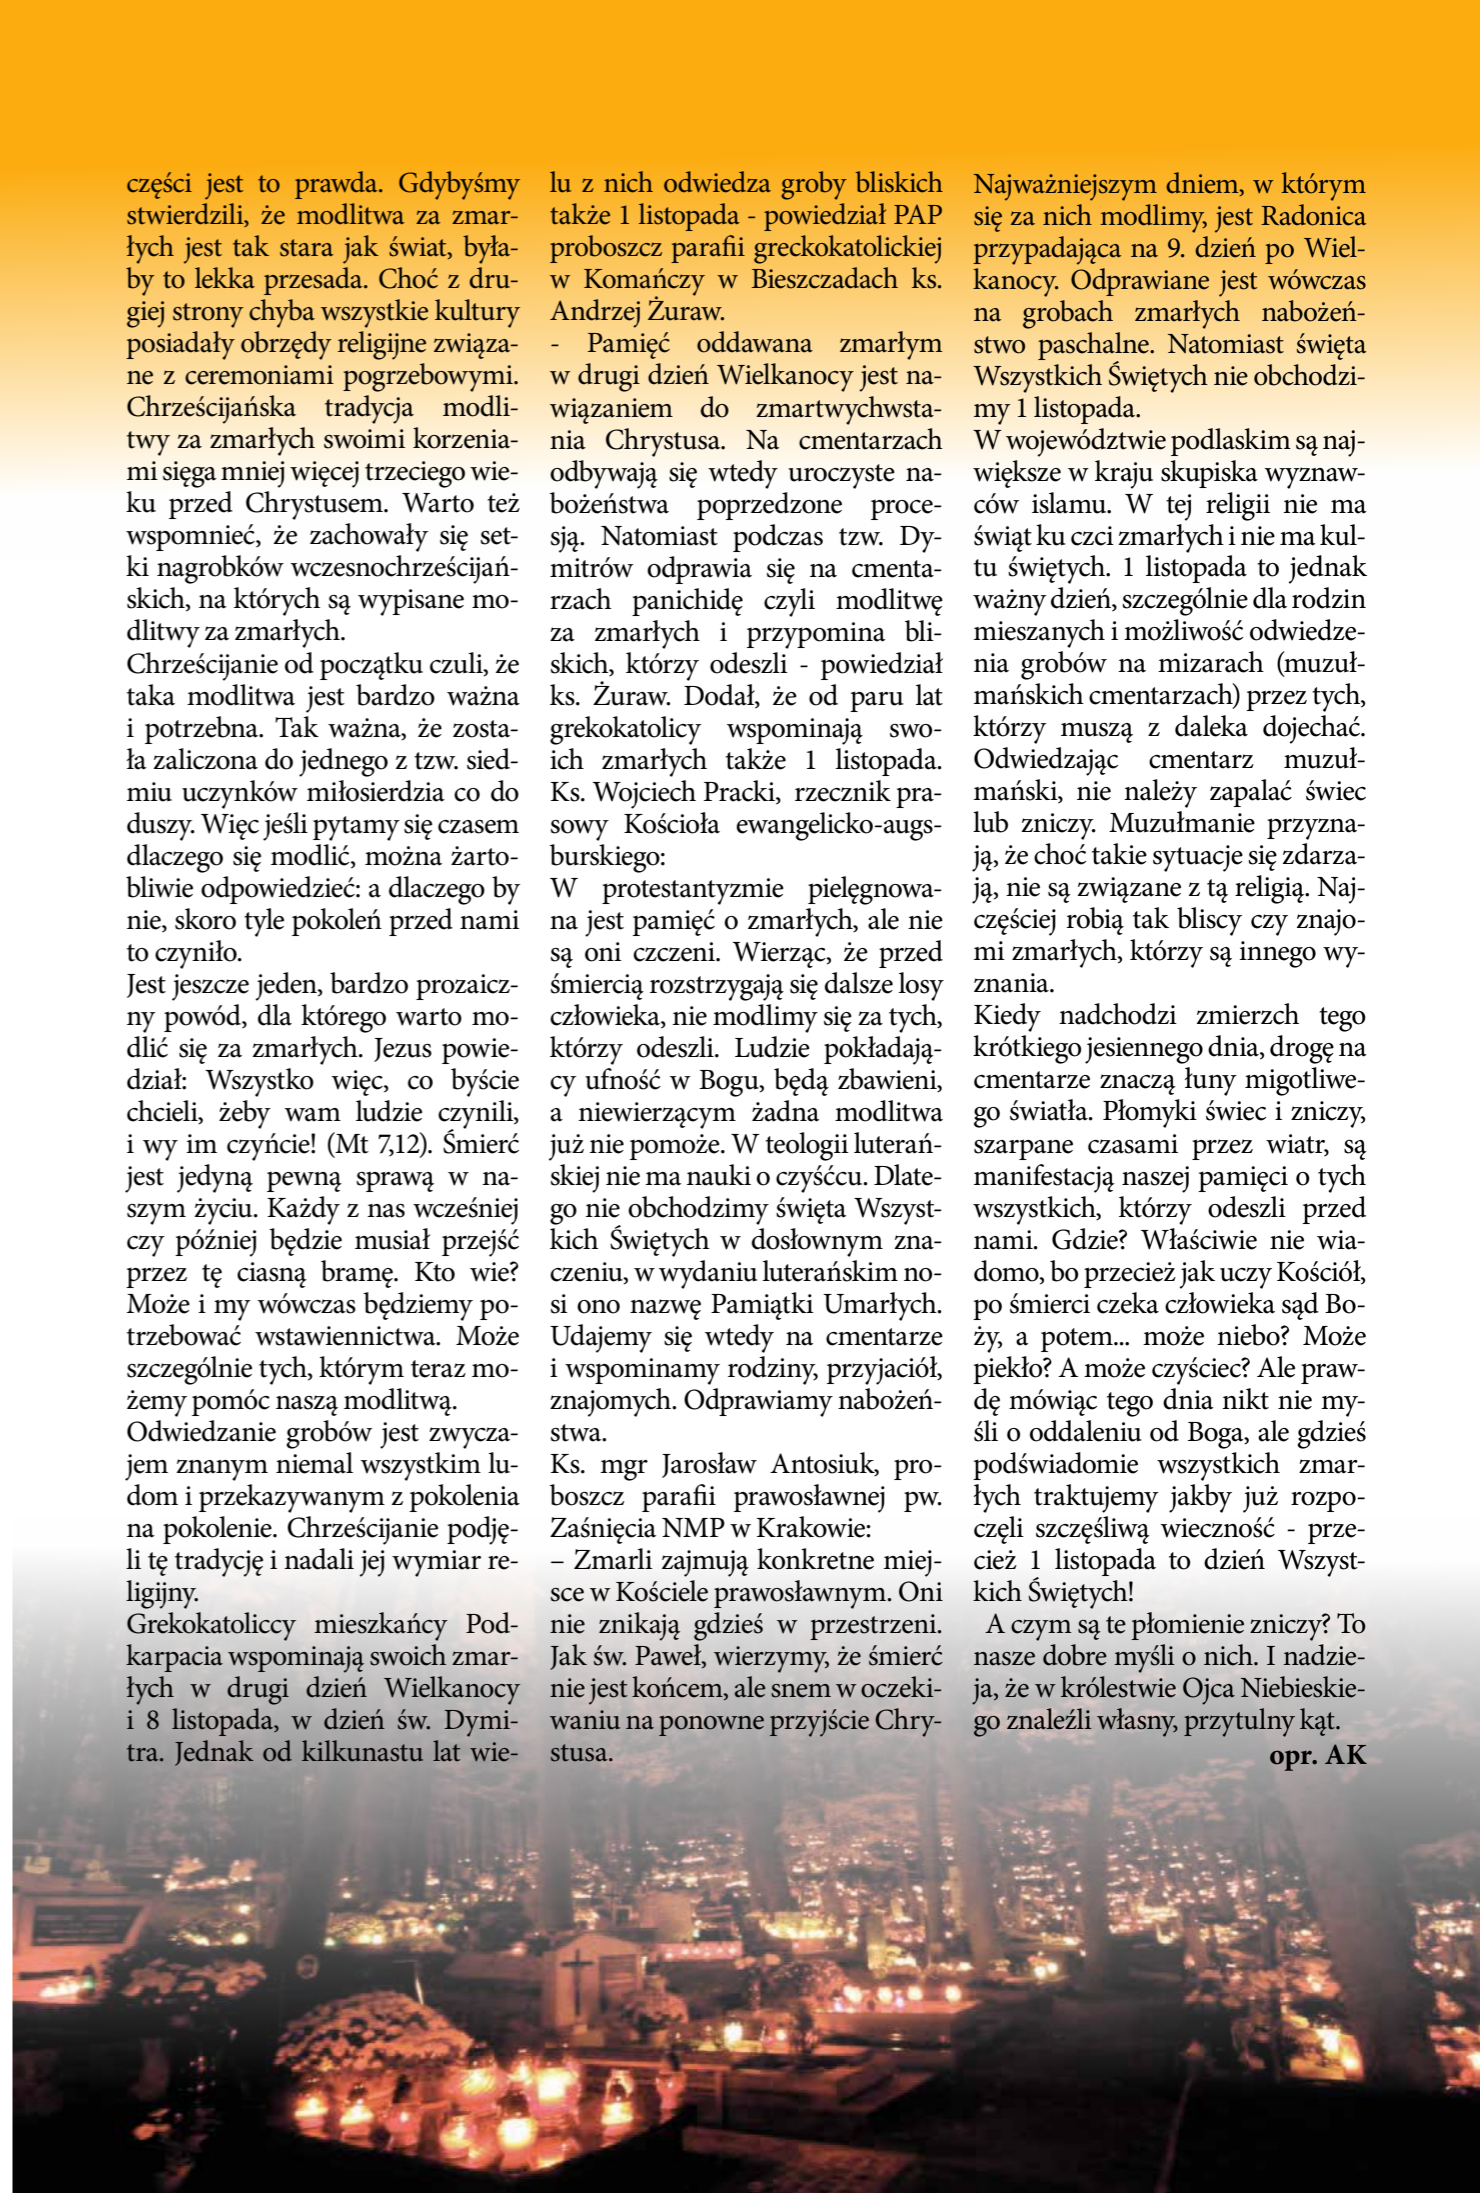 części jest to prawda. Gdybyśmy
stwierdzili, że modlitwa za zmar-
łych jest tak stara jak świat, była-
by to lekka przesada. Choć z dru-
giej strony chyba wszystkie kultury
posiadały obrzędy religijne związa-
ne z ceremoniami pogrzebowymi.
Chrześcijańska tradycja modli-
twy za zmarłych swoimi korzenia-
mi sięga mniej więcej trzeciego wie-
ku przed Chrystusem. Warto też
wspomnieć, że zachowały się set-
ki nagrobków wczesnochrześcijań-
skich, na których są wypisane mo-
dlitwy za zmarłych.
Chrześcijanie od początku czuli, że
taka modlitwa jest bardzo ważna
i potrzebna. Tak ważna, że zosta-
ła zaliczona do jednego z tzw. sied-
miu uczynków miłosierdzia co do
duszy. Więc jeśli pytamy się czasem
dlaczego się modlić, można żarto-
bliwie odpowiedzieć: a dlaczego by
nie, skoro tyle pokoleń przed nami
to czyniło.
Jest jeszcze jeden, bardzo prozaicz-
ny powód, dla którego warto mo-
dlić się za zmarłych. Jezus powie-
dział: Wszystko więc, co byście
chcieli, żeby wam ludzie czynili,
i wy im czyńcie! (Mt 7,12). Śmierć
jest jedyną pewną sprawą w na-
szym życiu. Każdy z nas wcześniej
czy później będzie musiał przejść
przez tę ciasną bramę. Kto wie?
Może i my wówczas będziemy po-
trzebować wstawiennictwa. Może
szczególnie tych, którym teraz mo-
żemy pomóc naszą modlitwą.
Odwiedzanie grobów jest zwycza-
jem znanym niemal wszystkim lu-
dom i przekazywanym z pokolenia
na pokolenie. Chrześcijanie podję-
li tę tradycję i nadali jej wymiar re-
ligijny.
Grekokatoliccy mieszkańcy Pod-
karpacia wspominają swoich zmar-
łych w drugi dzień Wielkanocy
i 8 listopada, w dzień św. Dymi-
tra. Jednak od kilkunastu lat wie-
lu z nich odwiedza groby bliskich
także 1 listopada - powiedział PAP
proboszcz parafii greckokatolickiej
w Komańczy w Bieszczadach ks.
Andrzej Żuraw.
- Pamięć oddawana zmarłym
w drugi dzień Wielkanocy jest na-
wiązaniem do zmartwychwsta-
nia Chrystusa. Na cmentarzach
odbywają się wtedy uroczyste na-
bożeństwa poprzedzone proce-
sją. Natomiast podczas tzw. Dy-
mitrów odprawia się na cmenta-
rzach panichidę czyli modlitwę
za zmarłych i przypomina bli-
skich, którzy odeszli - powiedział
ks. Żuraw. Dodał, że od paru lat
grekokatolicy wspominają swo-
ich zmarłych także 1 listopada.
Ks. Wojciech Pracki, rzecznik pra-
sowy Kościoła ewangelicko-augs-
burskiego:
W protestantyzmie pielęgnowa-
na jest pamięć o zmarłych, ale nie
są oni czczeni. Wierząc, że przed
śmiercią rozstrzygają się dalsze losy
człowieka, nie modlimy się za tych,
którzy odeszli. Ludzie pokładają-
cy ufność w Bogu, będą zbawieni,
a niewierzącym żadna modlitwa
już nie pomoże. W teologii luterań-
skiej nie ma nauki o czyśćcu. Dlate-
go nie obchodzimy święta Wszyst-
kich Świętych w dosłownym zna-
czeniu, w wydaniu luterańskim no-
si ono nazwę Pamiątki Umarłych.
Udajemy się wtedy na cmentarze
i wspominamy rodziny, przyjaciół,
znajomych. Odprawiamy nabożeń-
stwa.
Ks. mgr Jarosław Antosiuk, pro-
boszcz parafii prawosławnej pw.
Zaśnięcia NMP w Krakowie:
– Zmarli zajmują konkretne miej-
sce w Kościele prawosławnym. Oni
nie znikają gdzieś w przestrzeni.
Jak św. Paweł, wierzymy, że śmierć
nie jest końcem, ale snem w oczeki-
waniu na ponowne przyjście Chry-
stusa.
Najważniejszym dniem, w którym
się za nich modlimy, jest Radonica
przypadająca na 9. dzień po Wiel-
kanocy. Odprawiane jest wówczas
na grobach zmarłych nabożeń-
stwo paschalne. Natomiast święta
Wszystkich Świętych nie obchodzi-
my 1 listopada.
W województwie podlaskim są naj-
większe w kraju skupiska wyznaw-
ców islamu. W tej religii nie ma
świąt ku czci zmarłych i nie ma kul-
tu świętych. 1 listopada to jednak
ważny dzień, szczególnie dla rodzin
mieszanych i możliwość odwiedze-
nia grobów na mizarach (muzuł-
mańskich cmentarzach) przez tych,
którzy muszą z daleka dojechać.
Odwiedzając cmentarz muzuł-
mański, nie należy zapalać świec
lub zniczy. Muzułmanie przyzna-
ją, że choć takie sytuacje się zdarza-
ją, nie są związane z tą religią. Naj-
częściej robią tak bliscy czy znajo-
mi zmarłych, którzy są innego wy-
znania.
Kiedy nadchodzi zmierzch tego
krótkiego jesiennego dnia, drogę na
cmentarze znaczą łuny migotliwe-
go światła. Płomyki świec i zniczy,
szarpane czasami przez wiatr, są
manifestacją naszej pamięci o tych
wszystkich, którzy odeszli przed
nami. Gdzie? Właściwie nie wia-
domo, bo przecież jak uczy Kościół,
po śmierci czeka człowieka sąd Bo-
ży, a potem... może niebo? Może
piekło? A może czyściec? Ale praw-
dę mówiąc tego dnia nikt nie my-
śli o oddaleniu od Boga, ale gdzieś
podświadomie wszystkich zmar-
łych traktujemy jakby już rozpo-
częli szczęśliwą wieczność - prze-
cież 1 listopada to dzień Wszyst-
kich Świętych!
A czym są te płomienie zniczy? To
nasze dobre myśli o nich. I nadzie-
ja, że w królestwie Ojca Niebieskie-
go znaleźli własny, przytulny kąt.
opr. AK